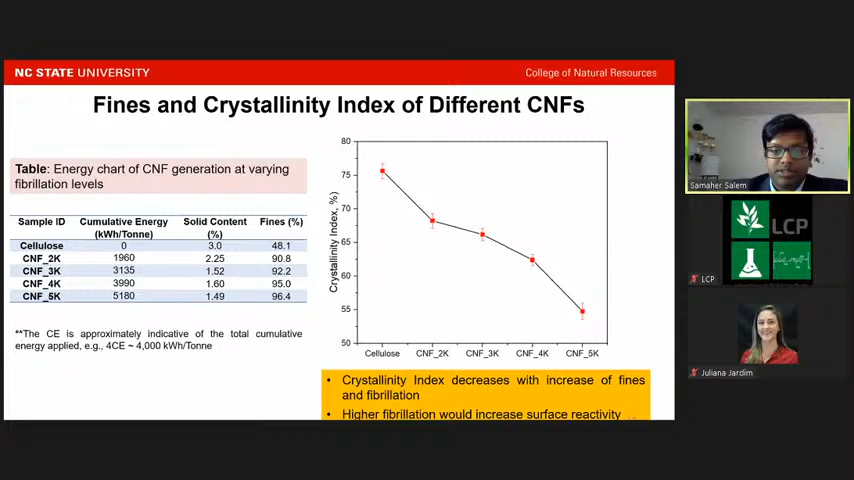 NC STATE UNIVERSITY
College of Natural Resources
Fines and Crystallinity Index of Different CNFs
Table: Energy chart of CNF generation at varying
fibrillation levels
Sample ID Cumulative Energy Solid Content Fines (%)
(kWh/Tonne) (%)
Cellulose 0 3.0 48.1
CNF_2K 1960 2.25 90.8
CNF_3K 3135 1.52 92.2
CNF_4K 3990 1.60 95.0
CNF_5K 5180 1.49 96.4
**The CE is approximately indicative of the total cumulative
energy applied, e.g., 4CE ~ 4,000 kWh/Tonne
Crystallinity Index, (%)
80
75
70
65
60
55
50
Cellulose CNF_2K CNF_3K CNF_4K CNF_5K
• Crystallinity Index decreases with increase of fines
and fibrillation
• Higher fibrillation would increase surface reactivity
Samaher Salem
LCP
LCP
Juliana Jardim